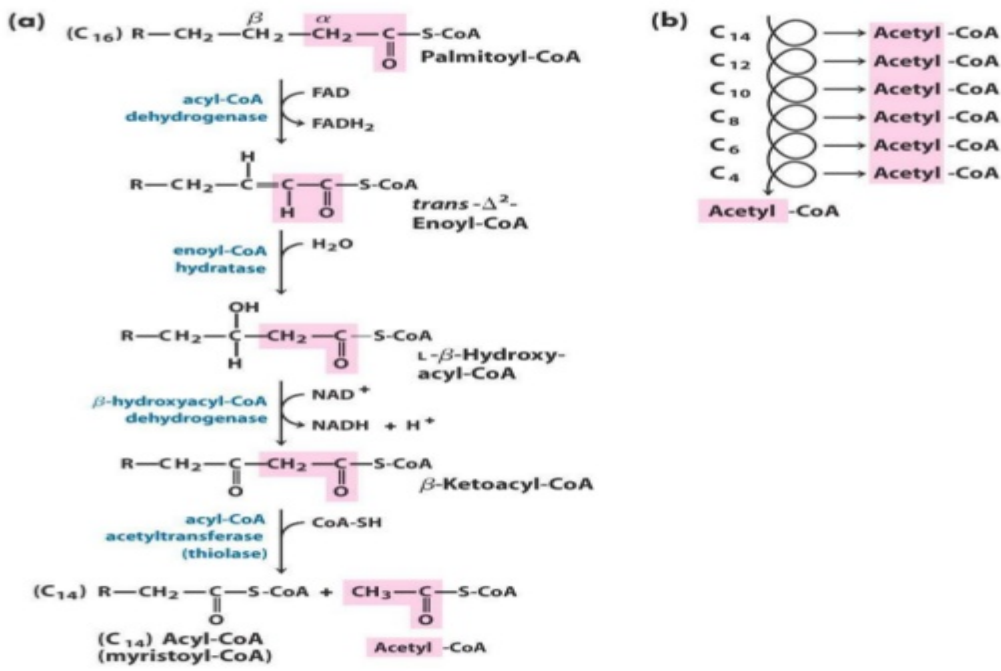 (a)
β α
(C16) R—CH2—CH2—CH2—C—S-CoA
O
Palmitoyl-CoA
acyl-CoA
dehydrogenase
FAD
FADH2
H
R—CH2—C=C—C—S-CoA
H O
trans-Δ2-
Enoyl-CoA
enoyl-CoA
hydratase
H2O
OH
R—CH2—C—CH2—C—S-CoA
H O
L-β-Hydroxy-
acyl-CoA
β-hydroxyacyl-CoA
dehydrogenase
NAD+
NADH + H+
R—CH2—C—CH2—C—S-CoA
O O
β-Ketoacyl-CoA
acyl-CoA
acetyltransferase
(thiolase)
CoA-SH
(C14) R—CH2—C—S-CoA + CH3—C—S-CoA
O O
(C14) Acyl-CoA
(myristoyl-CoA)
Acetyl -CoA
(b)
C14 Acetyl -CoA
C12 Acetyl -CoA
C10 Acetyl -CoA
C8 Acetyl -CoA
C6 Acetyl -CoA
C4 Acetyl -CoA
Acetyl -CoA